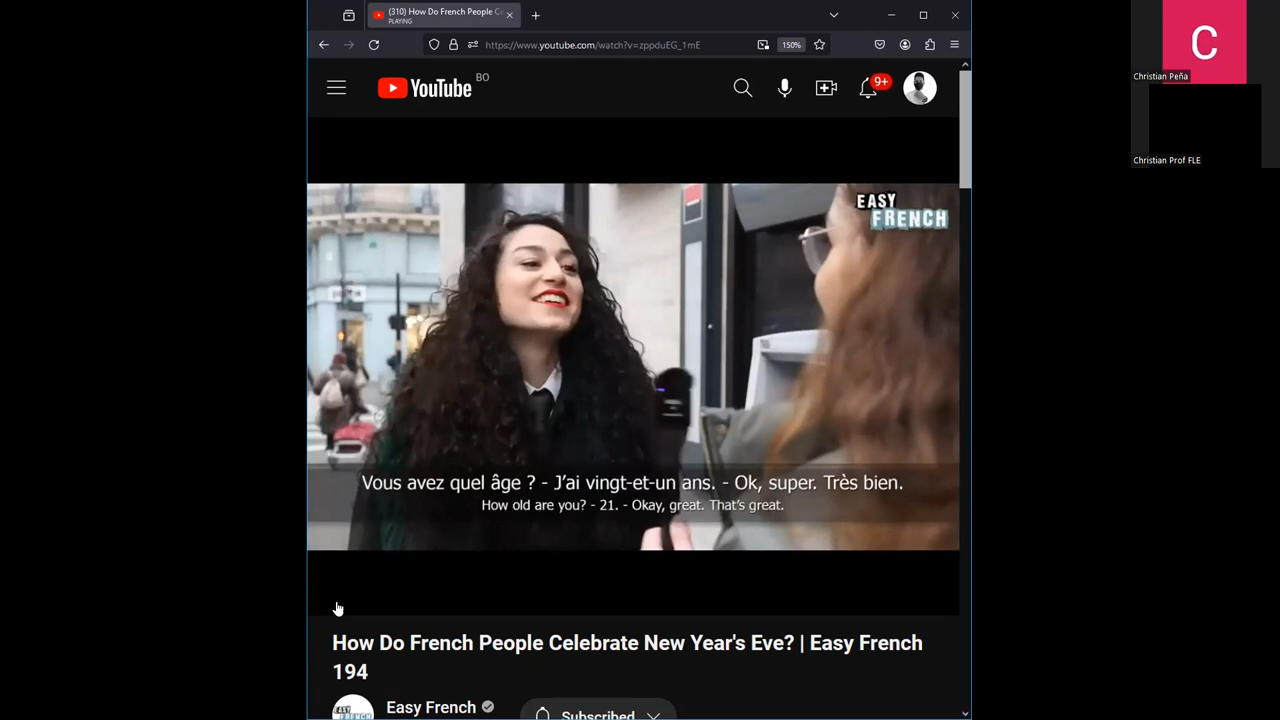 (310) How Do French People Ce
PLAYING
https://www.youtube.com/watch?v=zppduEG_1mE
150%
YouTube
BO
9+
EASY
FRENCH
Vous avez quel âge ? - J'ai vingt-et-un ans. - Ok, super. Très bien.
How old are you? - 21. - Okay, great. That's great.
How Do French People Celebrate New Year's Eve? | Easy French
194
EASY
FRENCH
Easy French
Subscribed
C
Christian Peña
Christian Prof FLE